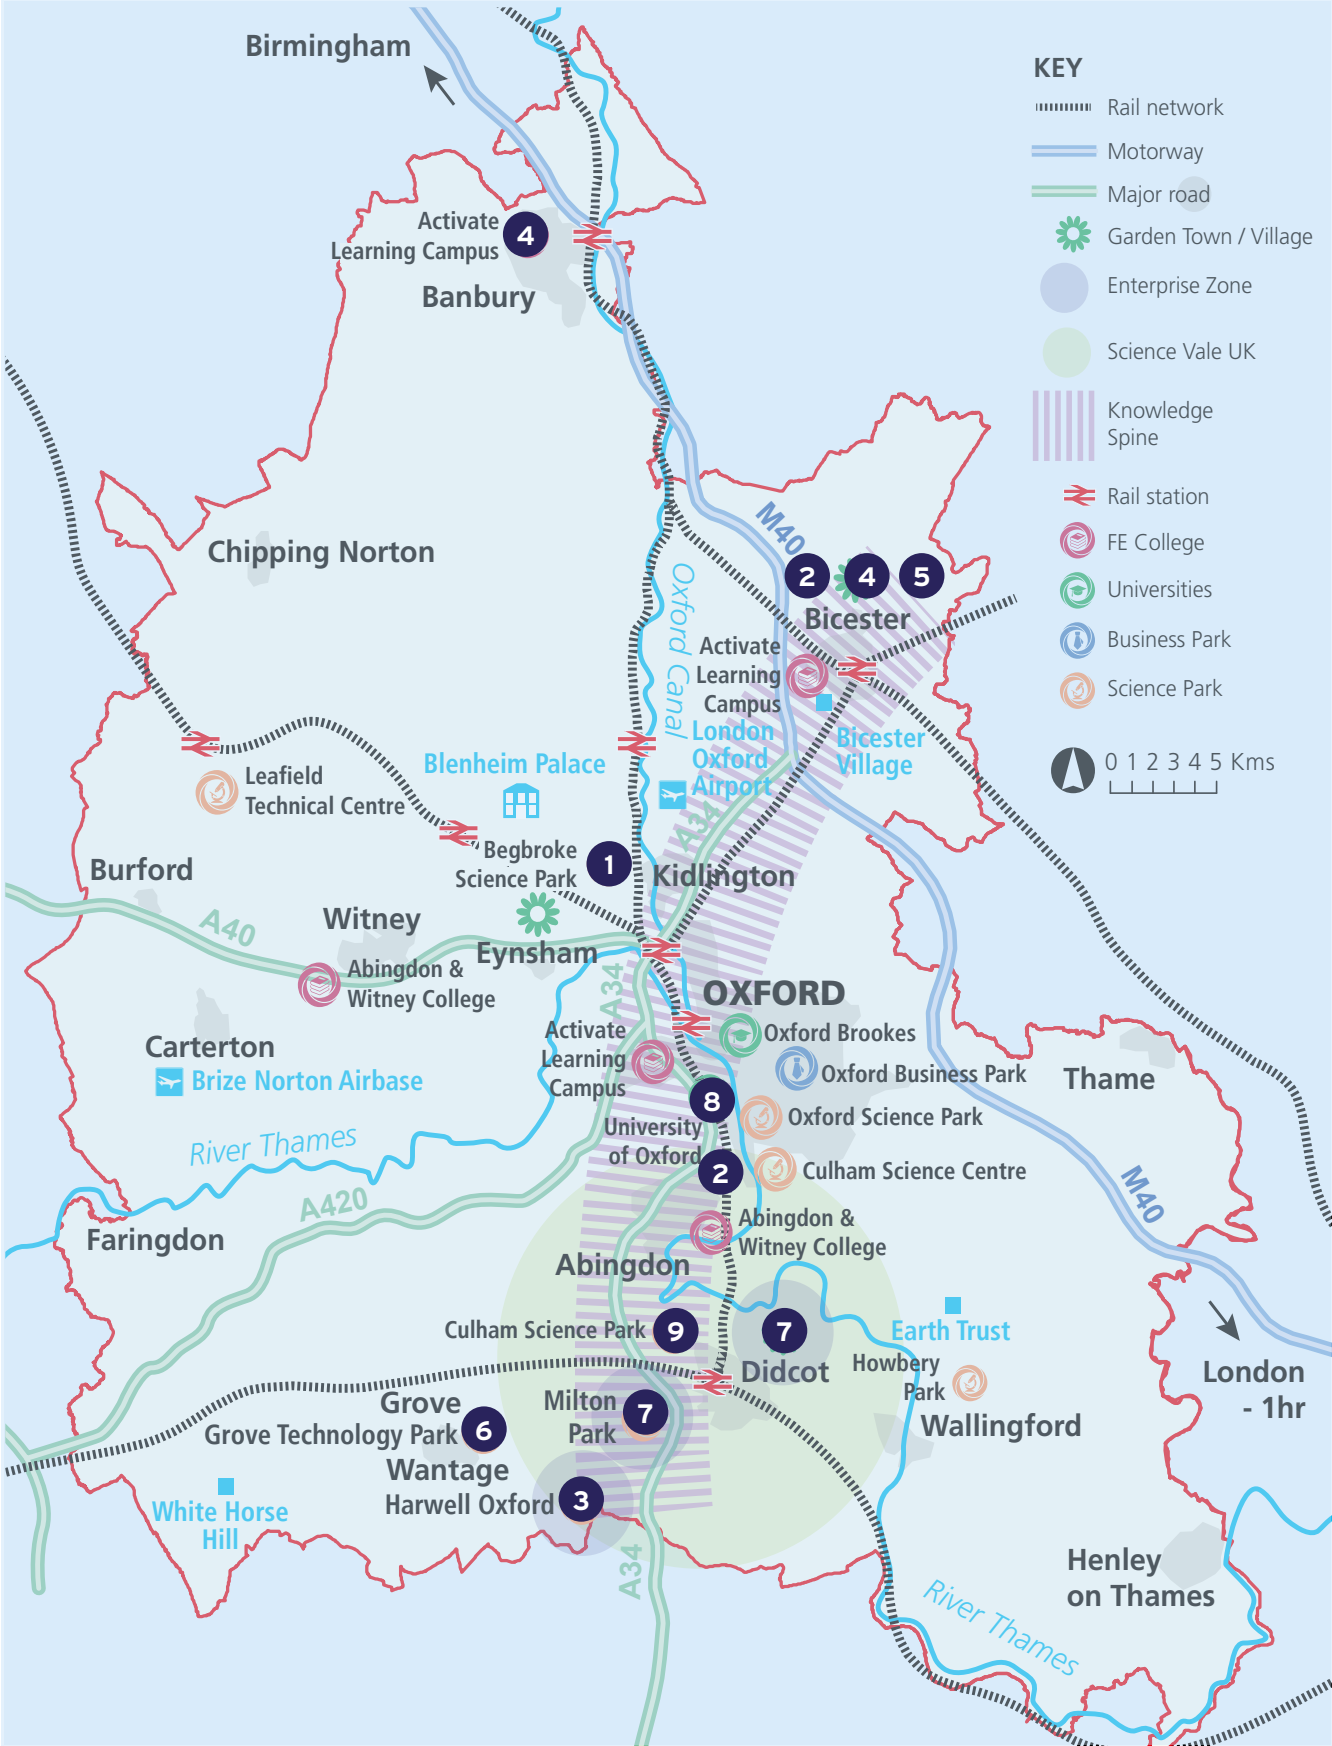 Birmingham
KEY
Rail network
Motorway
Major road
Garden Town / Village
Enterprise Zone
Science Vale UK
Knowledge
Spine
Rail station
FE College
Universities
Business Park
Science Park
0 1 2 3 4 5 Kms
Activate
Learning Campus
4
Banbury
Chipping Norton
M40
2
4
5
Bicester
Oxford Canal
Activate
Learning
Campus
London
Oxford
Airport
Bicester
Village
Blenheim Palace
Leafield
Technical Centre
A34
Begbroke
Science Park
1
Kidlington
Burford
A40
Witney
Eynsham
Abingdon &
Witney College
A34
OXFORD
Oxford Brookes
Activate
Learning
Campus
Oxford Business Park
Carterton
Brize Norton Airbase
Thame
8
Oxford Science Park
University
of Oxford
River Thames
2
Culham Science Centre
M40
A420
Abingdon &
Witney College
Faringdon
Abingdon
Culham Science Park
9
7
Didcot
Earth Trust
Howbery
Park
London
- 1hr
Grove
Grove Technology Park
6
Milton
Park
7
Wallingford
Wantage
Harwell Oxford
3
White Horse
Hill
A34
Henley
on Thames
River Thames